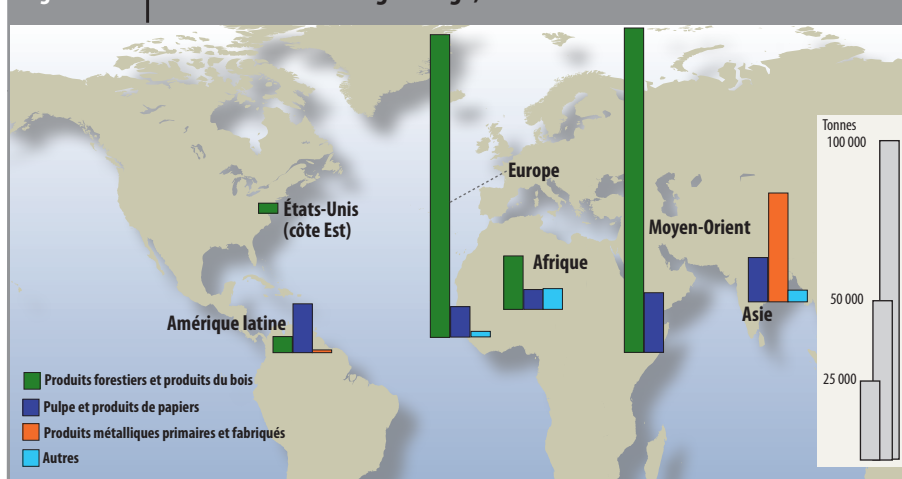 Europe
États-Unis
(côte Est)
Afrique
Moyen-Orient
Asie
Amérique latine
Produits forestiers et produits du bois
Pulpe et produits de papiers
Produits métalliques primaires et fabriqués
Autres
Tonnes
100 000
50 000
25 000